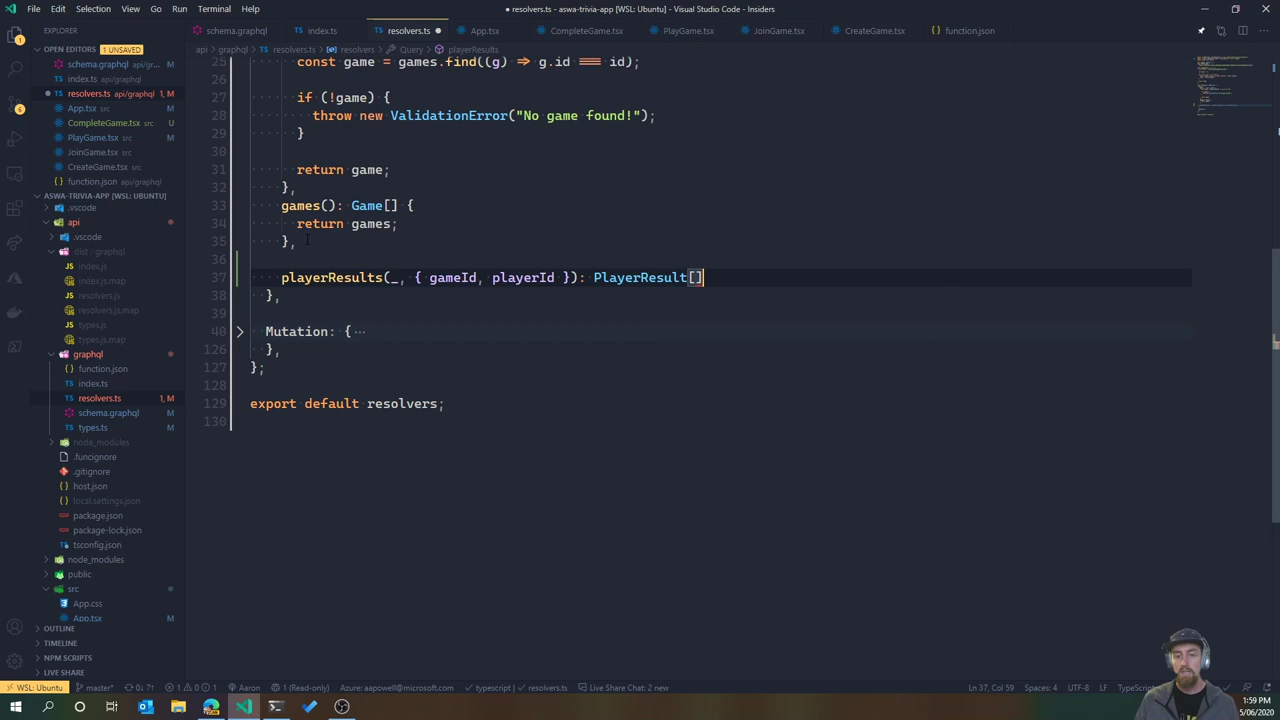 File Edit Selection View Go Run Terminal Help
● resolvers.ts - aswa-trivia-app [WSL: Ubuntu] - Visual Studio Code - Insiders
EXPLORER
schema.graphql index.ts resolvers.ts ● App.tsx CompleteGame.tsx PlayGame.tsx JoinGame.tsx CreateGame.tsx function.json
OPEN EDITORS 1 UNSAVED
schema.graphql api/gr...
index.ts api/graphql
● resolvers.ts api/graphql 1, M
App.tsx src M
CompleteGame.tsx U
PlayGame.tsx src M
JoinGame.tsx src
CreateGame.tsx src
function.json api/graphql
ASWA-TRIVIA-APP [WSL: UBUNTU]
.vscode
api
.vscode
dist · graphql
index.js
index.js.map
resolvers.js
resolvers.js.map
types.js
types.js.map
graphql
function.json
index.ts
resolvers.ts 1, M
schema.graphql M
types.ts M
node_modules
.funcignore
.gitignore
host.json
local.settings.json
package.json
package-lock.json
tsconfig.json
node_modules
public
src
App.css
App.tsx M
OUTLINE
TIMELINE
NPM SCRIPTS
LIVE SHARE
api › graphql › resolvers.ts › resolvers › Query › playerResults
25 const game = games.find((g) => g.id === id);
26
27 if (!game) {
28 throw new ValidationError("No game found!");
29 }
30
31 return game;
32 },
33 games(): Game[] {
34 return games;
35 },
36
37 playerResults(_, { gameId, playerId }): PlayerResult[]
38 },
39
40 Mutation: {⋯
126 },
127 };
128
129 export default resolvers;
130
WSL: Ubuntu master* 0↓ 7↑ 1 0 1 Aaron 1 (Read-only) Azure: aapowell@microsoft.com ✓ typescript | ✓ resolvers.ts Live Share Chat: 2 new Ln 37, Col 59 Spaces: 4 UTF-8 LF TypeScript
1:59 PM
5/06/2020